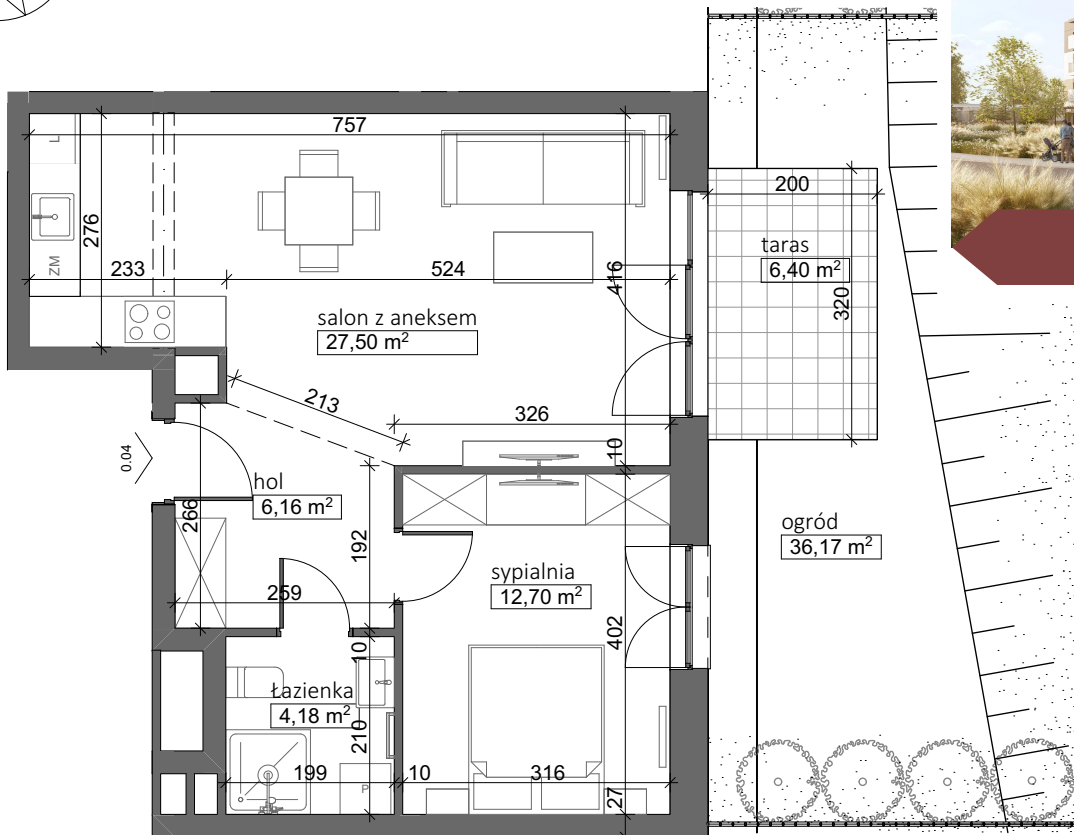 757
200
L
276
ZM
taras
6,40 m²
233
524
416
320
salon z aneksem
27,50 m²
213
326
10
0.04
hol
6,16 m²
266
192
ogród
36,17 m²
sypialnia
12,70 m²
259
402
10
Łazienka
4,18 m²
210
199
10
316
P
27